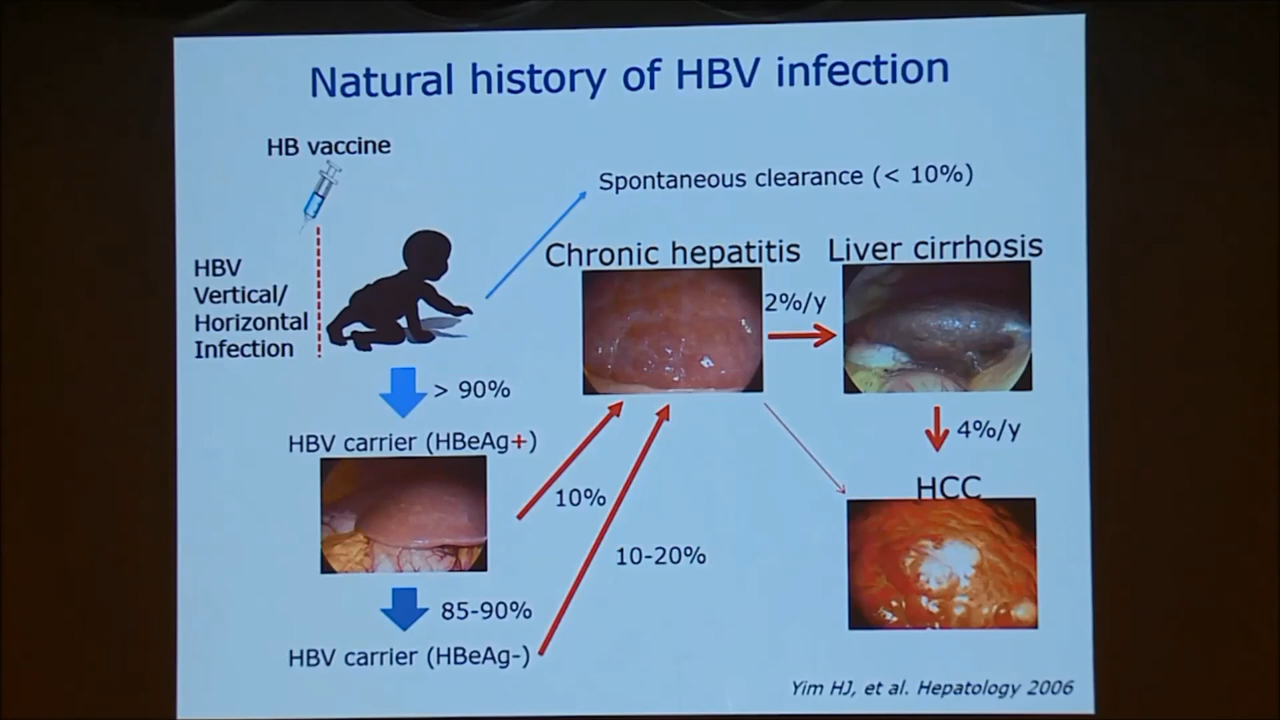 Natural history of HBV infection
HB vaccine
Spontaneous clearance (< 10%)
HBV
Vertical/
Horizontal
Infection
Chronic hepatitis
2%/y
Liver cirrhosis
> 90%
HBV carrier (HBeAg+)
10%
4%/y
HCC
10-20%
85-90%
HBV carrier (HBeAg-)
Yim HJ, et al. Hepatology 2006